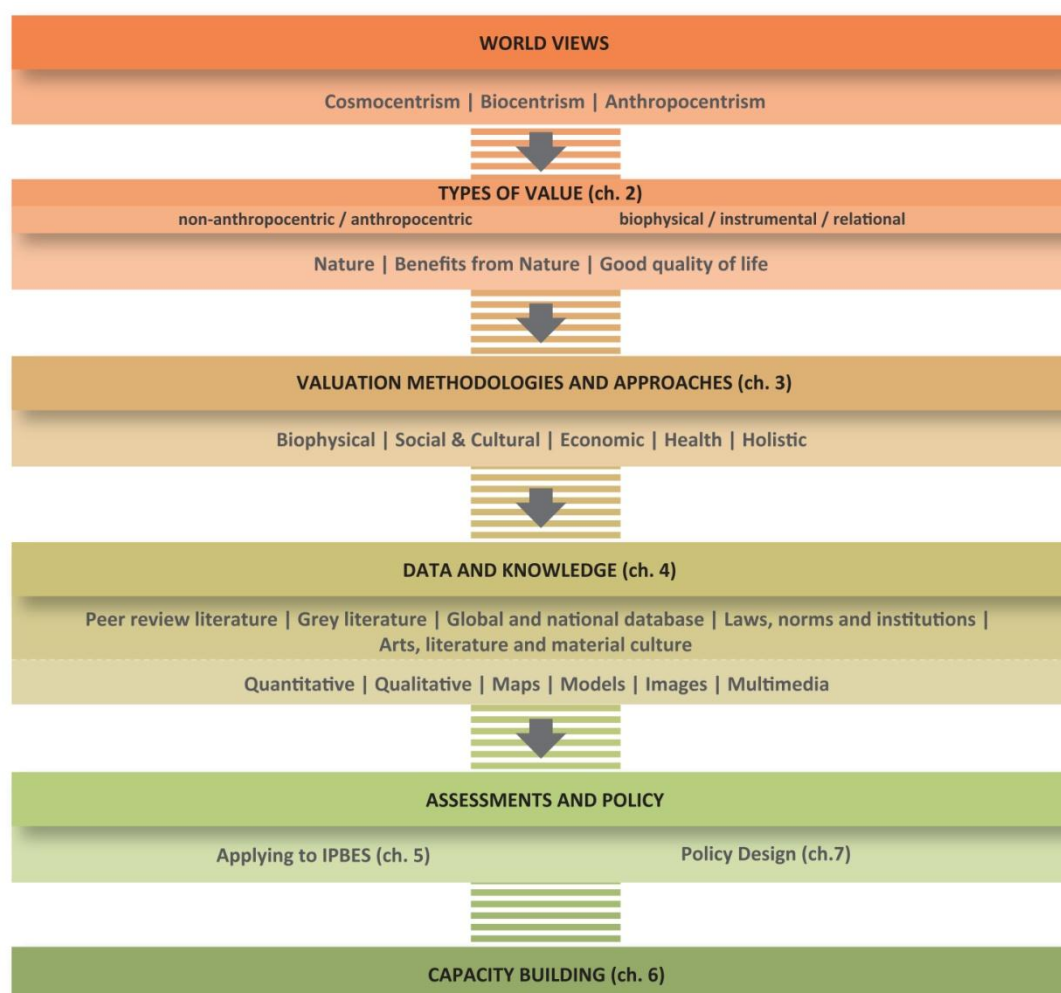 WORLD VIEWS
Cosmocentrism | Biocentrism | Anthropocentrism
TYPES OF VALUE (ch. 2)
non-anthropocentric / anthropocentric biophysical / instrumental / relational
Nature | Benefits from Nature | Good quality of life
VALUATION METHODOLOGIES AND APPROACHES (ch. 3)
Biophysical | Social & Cultural | Economic | Health | Holistic
DATA AND KNOWLEDGE (ch. 4)
Peer review literature | Grey literature | Global and national database | Laws, norms and institutions |
Arts, literature and material culture
Quantitative | Qualitative | Maps | Models | Images | Multimedia
ASSESSMENTS AND POLICY
Applying to IPBES (ch. 5) Policy Design (ch.7)
CAPACITY BUILDING (ch. 6)